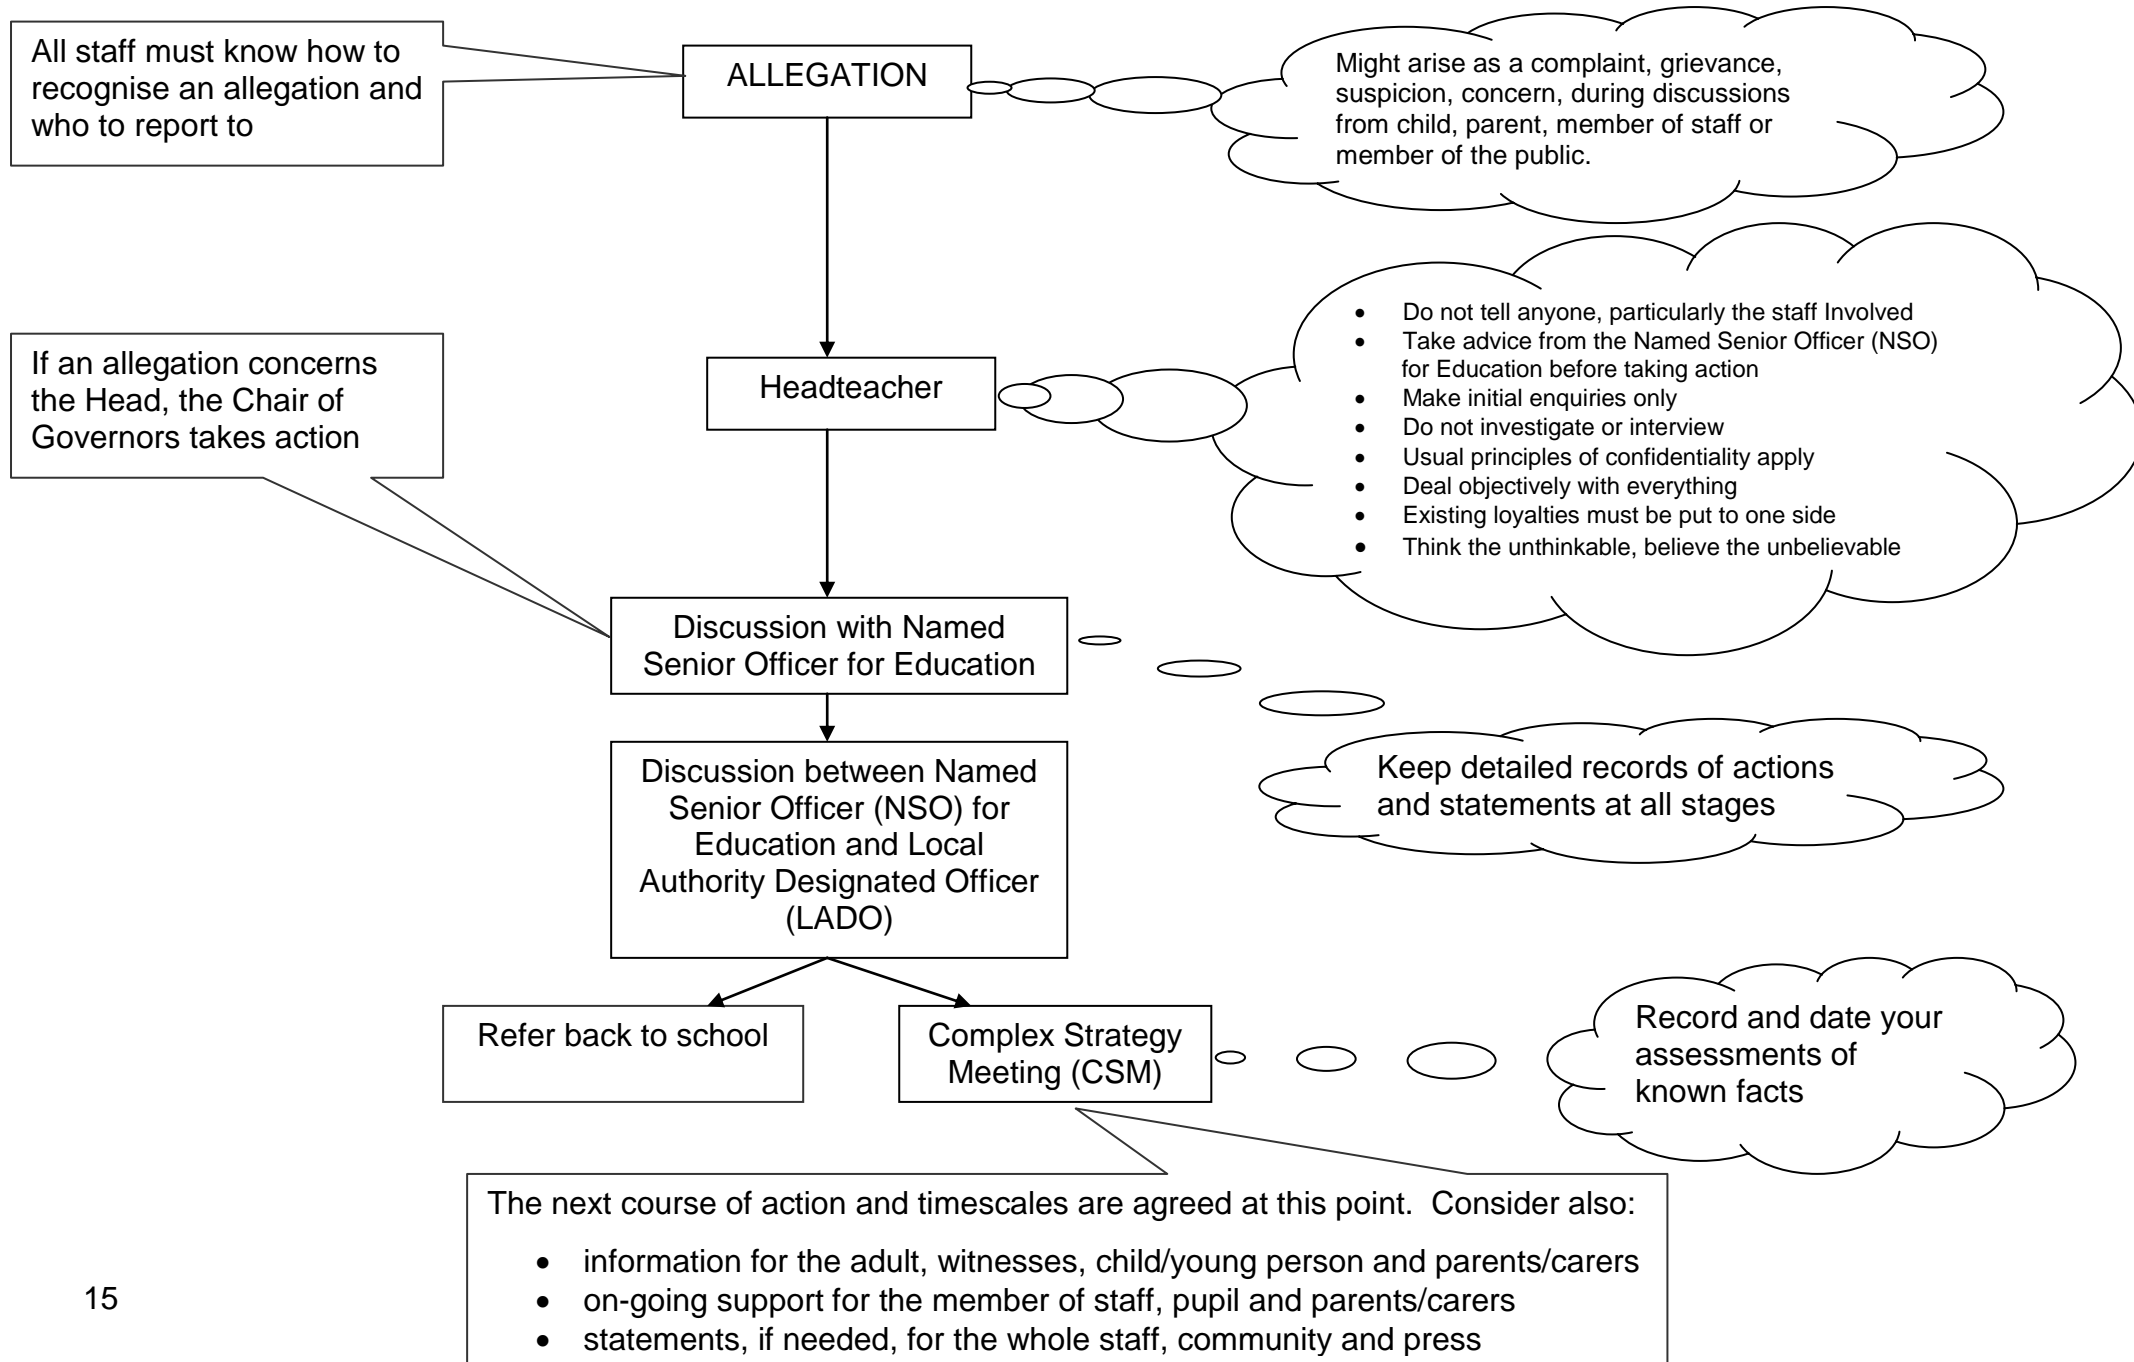 All staff must know how to
recognise an allegation and
who to report to
ALLEGATION
Might arise as a complaint, grievance,
suspicion, concern, during discussions
from child, parent, member of staff or
member of the public.
If an allegation concerns
the Head, the Chair of
Governors takes action
Headteacher
• Do not tell anyone, particularly the staff Involved
• Take advice from the Named Senior Officer (NSO)
for Education before taking action
• Make initial enquiries only
• Do not investigate or interview
• Usual principles of confidentiality apply
• Deal objectively with everything
• Existing loyalties must be put to one side
• Think the unthinkable, believe the unbelievable
Discussion with Named
Senior Officer for Education
Discussion between Named
Senior Officer (NSO) for
Education and Local
Authority Designated Officer
(LADO)
Keep detailed records of actions
and statements at all stages
Refer back to school
Complex Strategy
Meeting (CSM)
Record and date your
assessments of
known facts
The next course of action and timescales are agreed at this point.  Consider also:
• information for the adult, witnesses, child/young person and parents/carers
• on-going support for the member of staff, pupil and parents/carers
• statements, if needed, for the whole staff, community and press
15